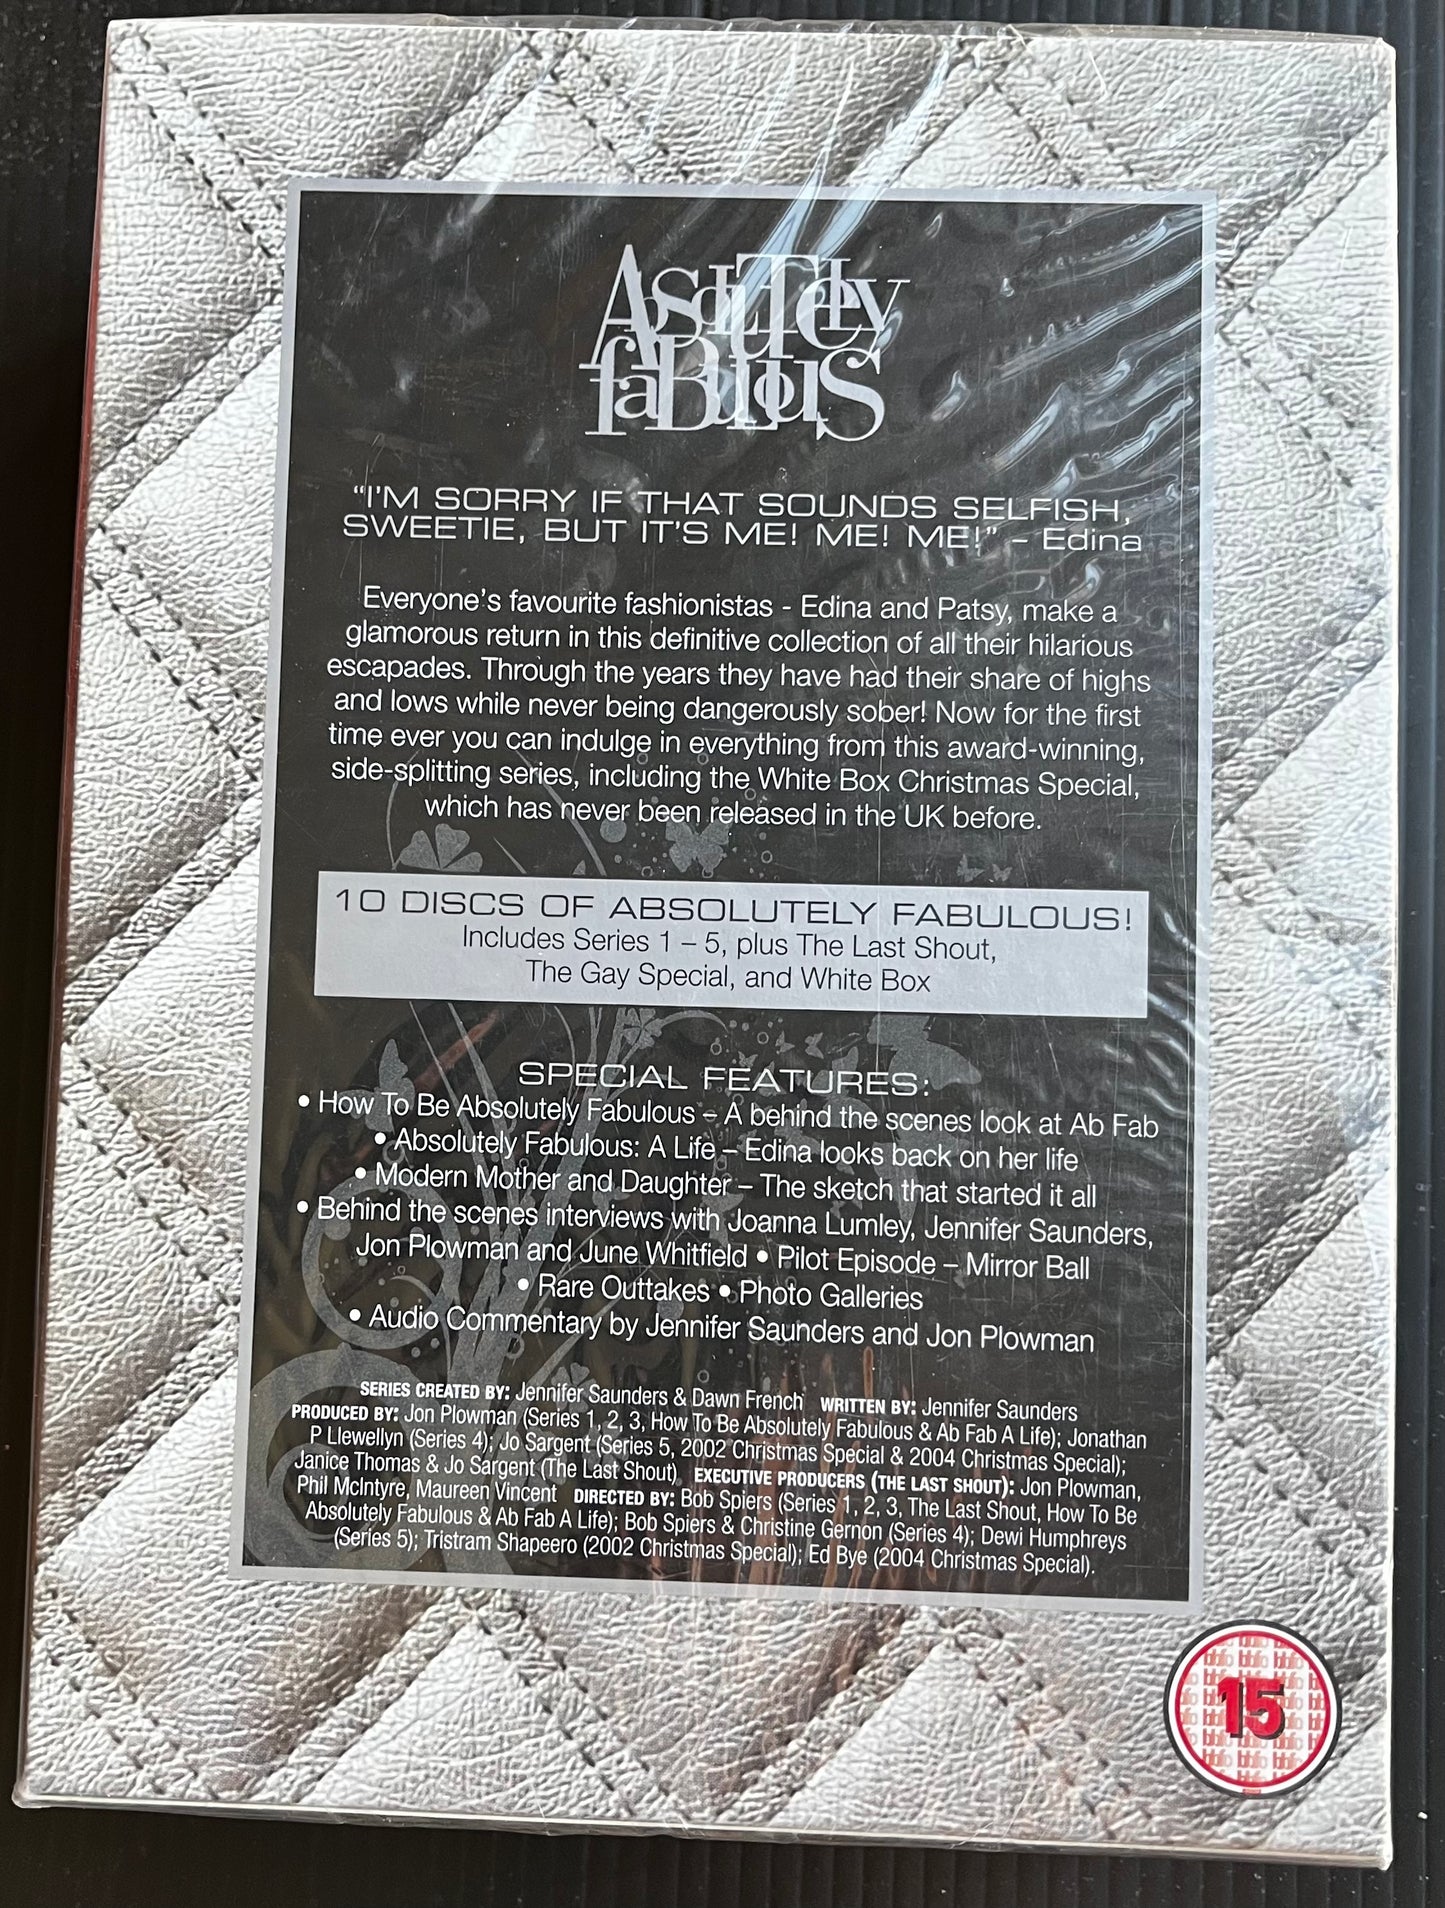 Absolutely
Fabulous
“I'M SORRY IF THAT SOUNDS SELFISH,
SWEETIE, BUT IT'S ME! ME! ME!” – Edina
Everyone's favourite fashionistas - Edina and Patsy, make a
glamorous return in this definitive collection of all their hilarious
escapades. Through the years they have had their share of highs
and lows while never being dangerously sober! Now for the first
time ever you can indulge in everything from this award-winning,
side-splitting series, including the White Box Christmas Special,
which has never been released in the UK before.
10 DISCS OF ABSOLUTELY FABULOUS!
Includes Series 1 – 5, plus The Last Shout,
The Gay Special, and White Box
SPECIAL FEATURES:
• How To Be Absolutely Fabulous – A behind the scenes look at Ab Fab
• Absolutely Fabulous: A Life – Edina looks back on her life
• Modern Mother and Daughter – The sketch that started it all
• Behind the scenes interviews with Joanna Lumley, Jennifer Saunders,
Jon Plowman and June Whitfield • Pilot Episode – Mirror Ball
• Rare Outtakes • Photo Galleries
• Audio Commentary by Jennifer Saunders and Jon Plowman
SERIES CREATED BY: Jennifer Saunders & Dawn French WRITTEN BY: Jennifer Saunders
PRODUCED BY: Jon Plowman (Series 1, 2, 3, How To Be Absolutely Fabulous & Ab Fab A Life); Jonathan
P Llewellyn (Series 4); Jo Sargent (Series 5, 2002 Christmas Special & 2004 Christmas Special);
Janice Thomas & Jo Sargent (The Last Shout) EXECUTIVE PRODUCERS (THE LAST SHOUT): Jon Plowman,
Phil McIntyre, Maureen Vincent DIRECTED BY: Bob Spiers (Series 1, 2, 3, The Last Shout, How To Be
Absolutely Fabulous & Ab Fab A Life); Bob Spiers & Christine Gernon (Series 4); Dewi Humphreys
(Series 5); Tristram Shapeero (2002 Christmas Special); Ed Bye (2004 Christmas Special).
15